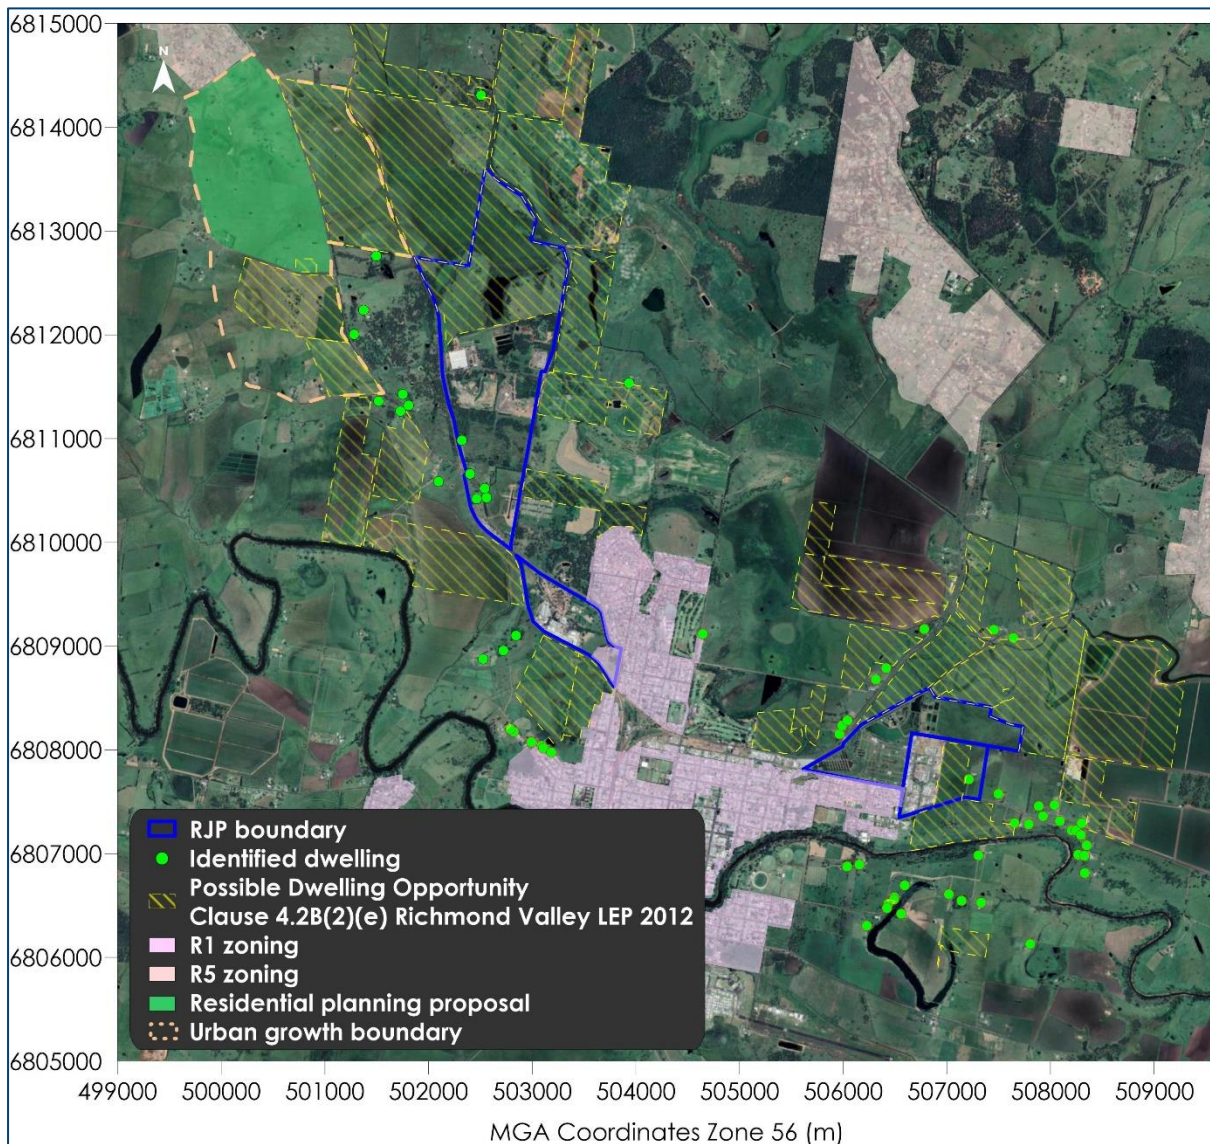 6815000
N
6814000
6813000
6812000
6811000
6810000
6809000
6808000
6807000
6806000
6805000
RJP boundary
Identified dwelling
Possible Dwelling Opportunity
Clause 4.2B(2)(e) Richmond Valley LEP 2012
R1 zoning
R5 zoning
Residential planning proposal
Urban growth boundary
499000 500000 501000 502000 503000 504000 505000 506000 507000 508000 509000
MGA Coordinates Zone 56 (m)